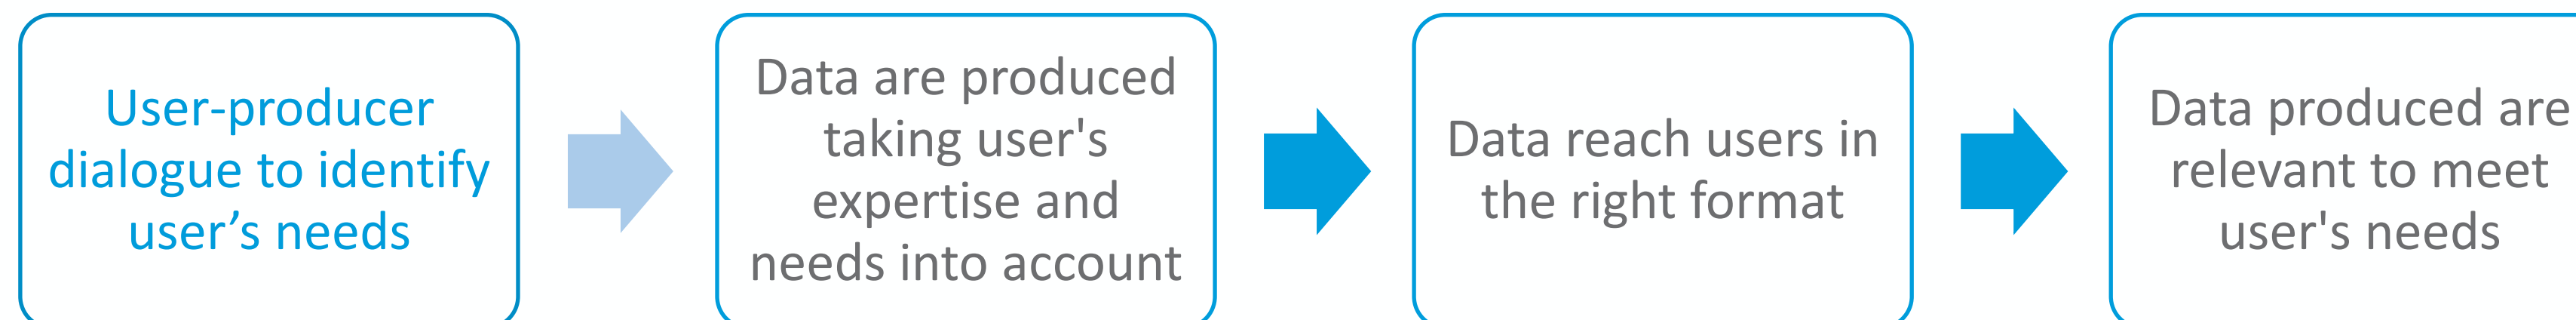 User-producer
dialogue to identify
user’s needs
Data are produced
taking user's
expertise and
needs into account
Data reach users in
the right format
Data produced are
relevant to meet
user's needs